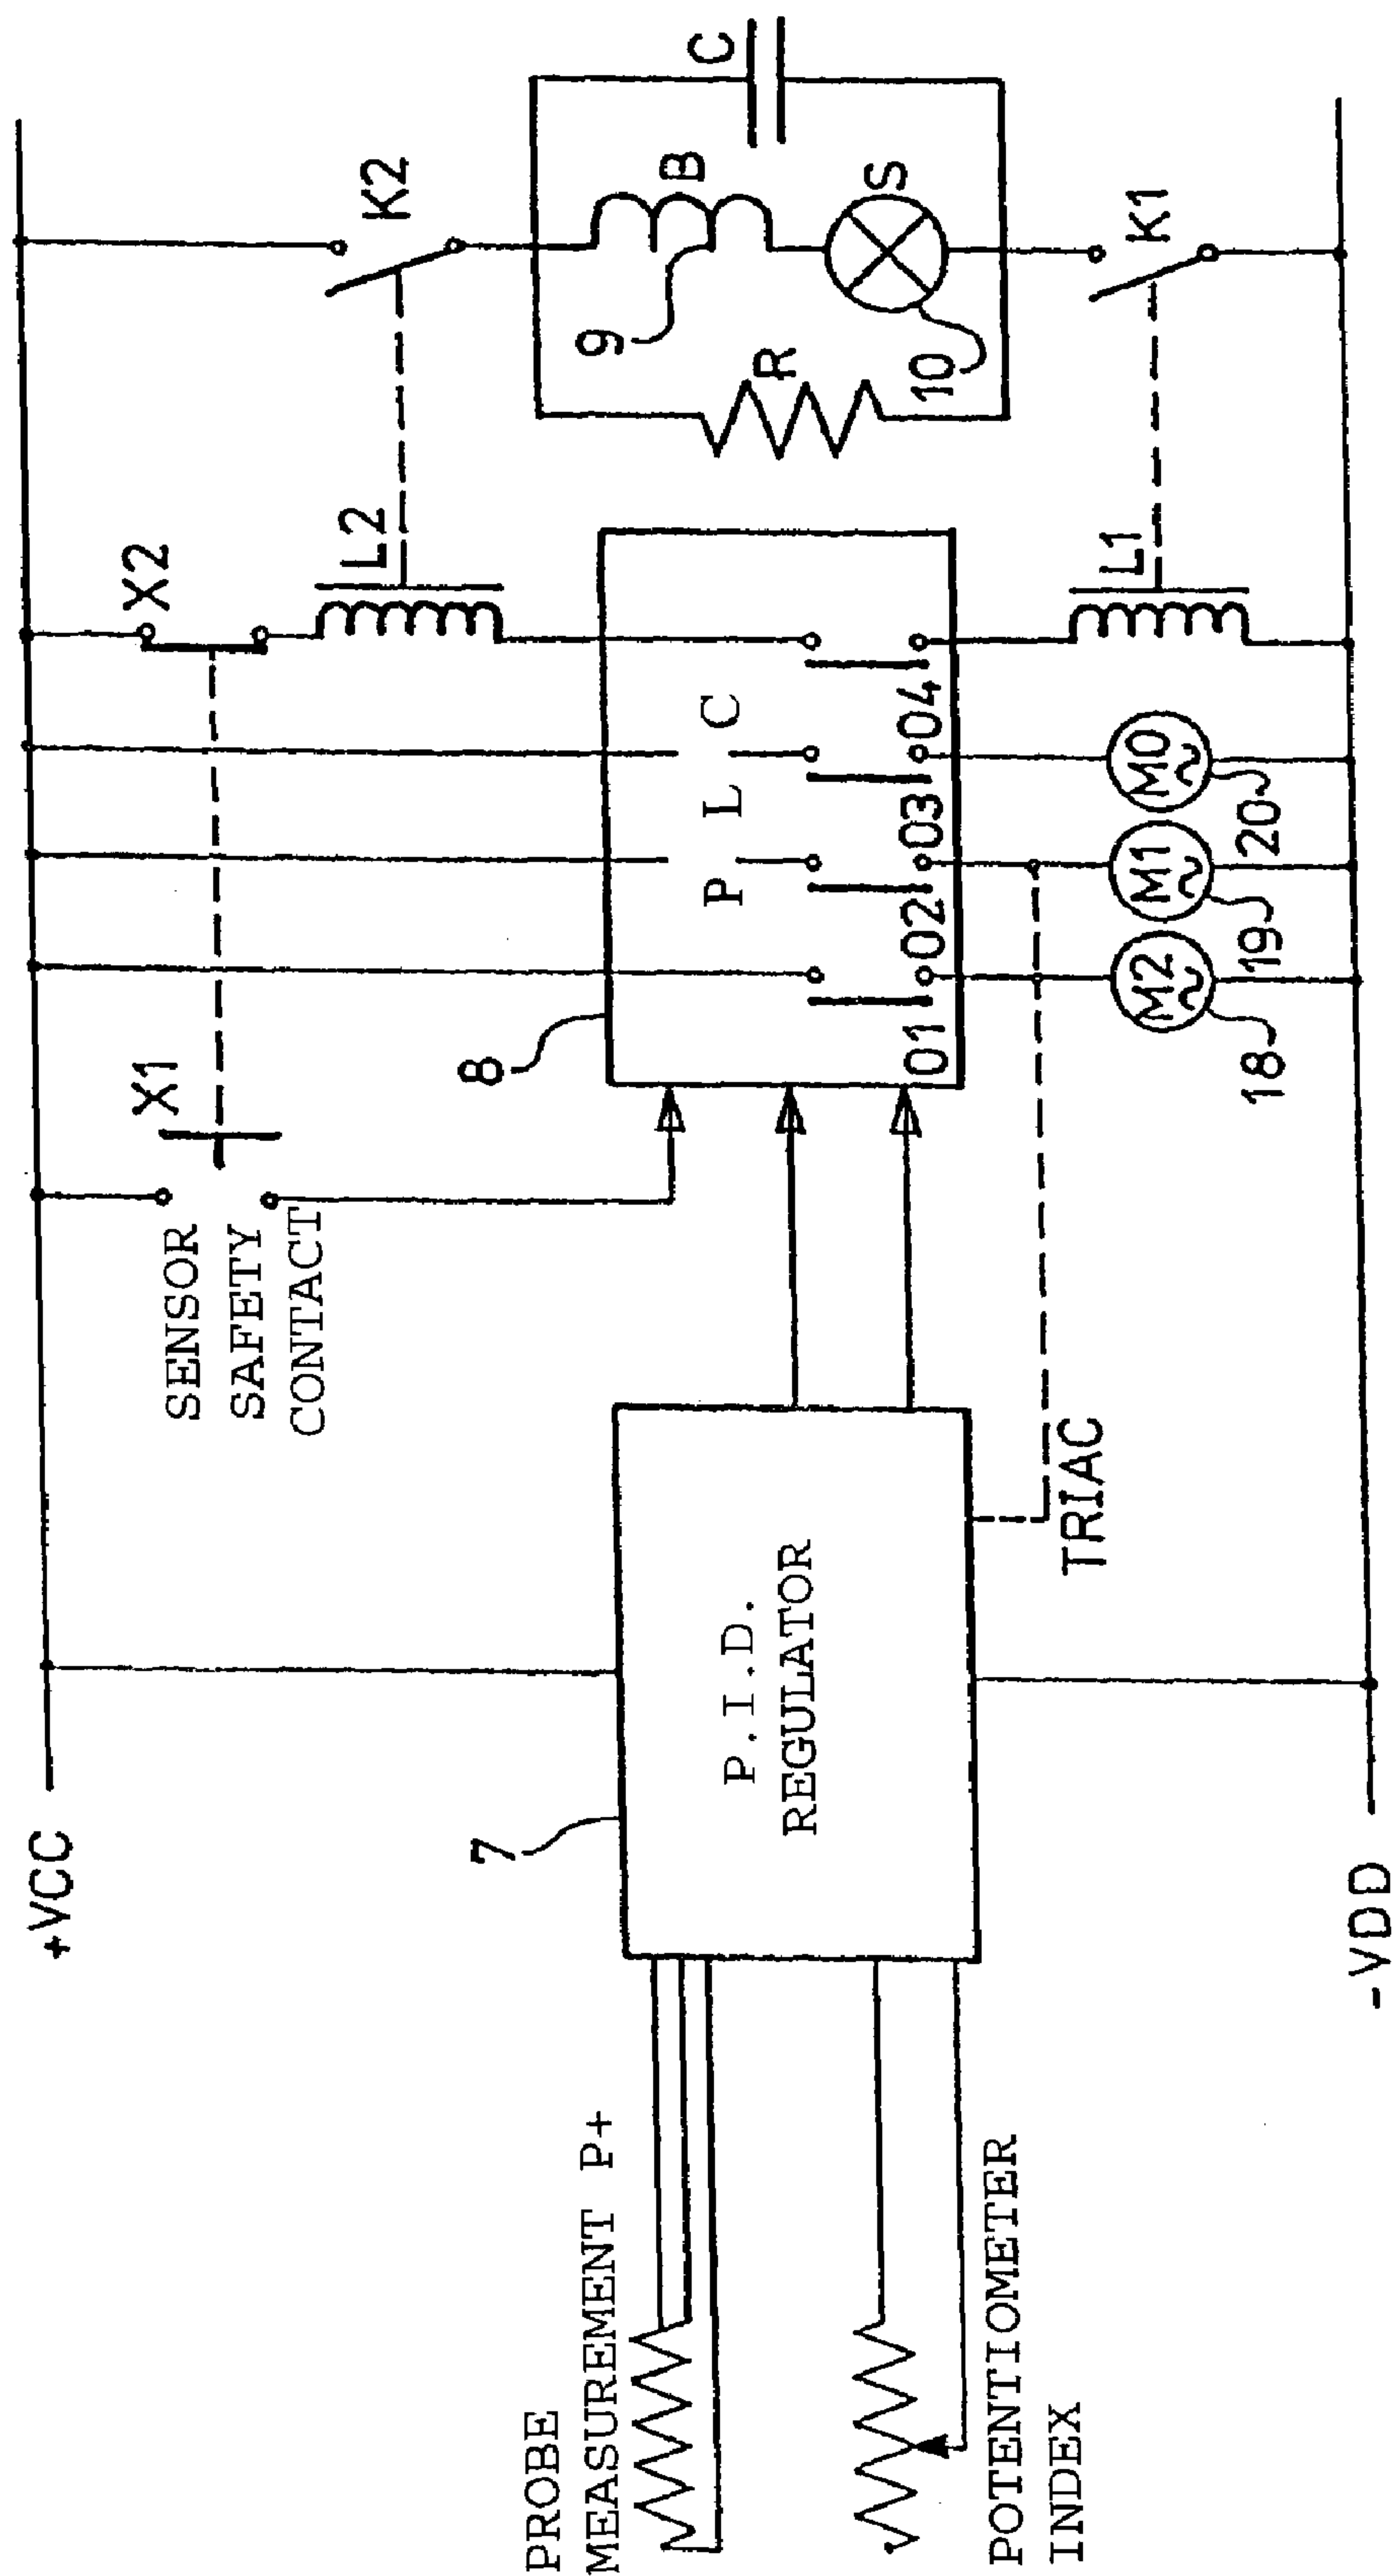 +VCC
-VDD
PROBE
MEASUREMENT P+
POTENTIOMETER
INDEX
7
P.I.D.
REGULATOR
TRIAC
SENSOR
SAFETY
CONTACT
X1
X2
8
P L C
01
02
03
04
L2
L1
M2
M1
M0
18
19
20
K2
K1
R
9
B
10
S
C